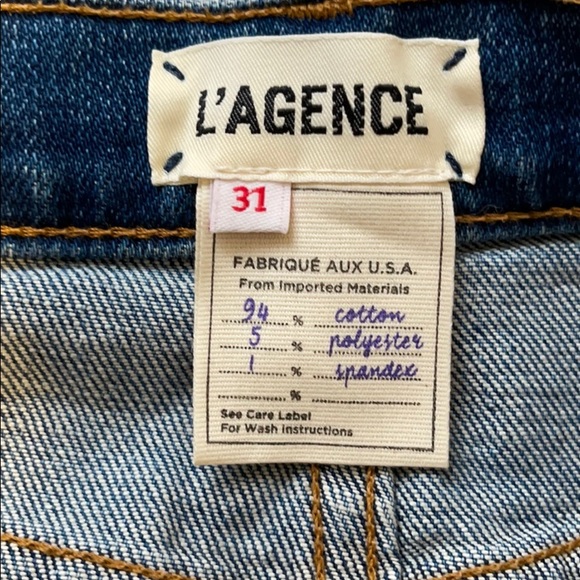 L'AGENCE
31
FABRIQUÉ AUX U.S.A.
From Imported Materials
94 % cotton
5 % polyester
1 % spandex
%
See Care Label
For Wash Instructions